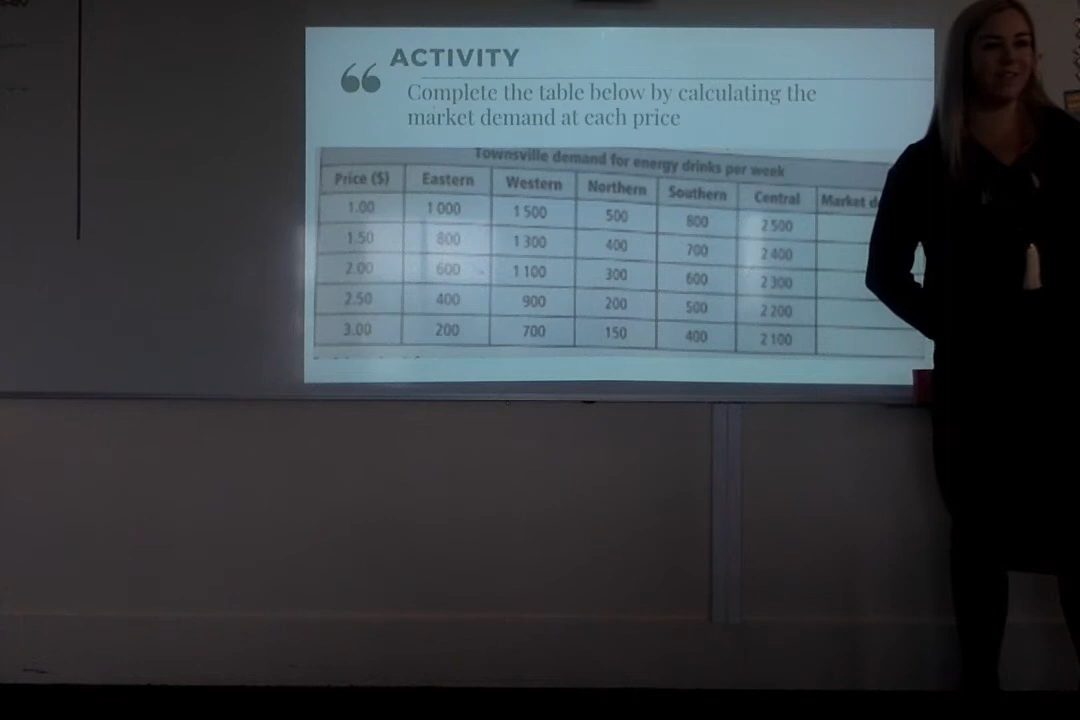 ACTIVITY
“
Complete the table below by calculating the
market demand at each price
Townsville demand for energy drinks per week
Price ($) Eastern Western Northern Southern Central Market d
1.00 1 000 1 500 500 800 2 500
1.50 800 1 300 400 700 2 400
2.00 600 1 100 300 600 2 300
2.50 400 900 200 500 2 200
3.00 200 700 150 400 2 100